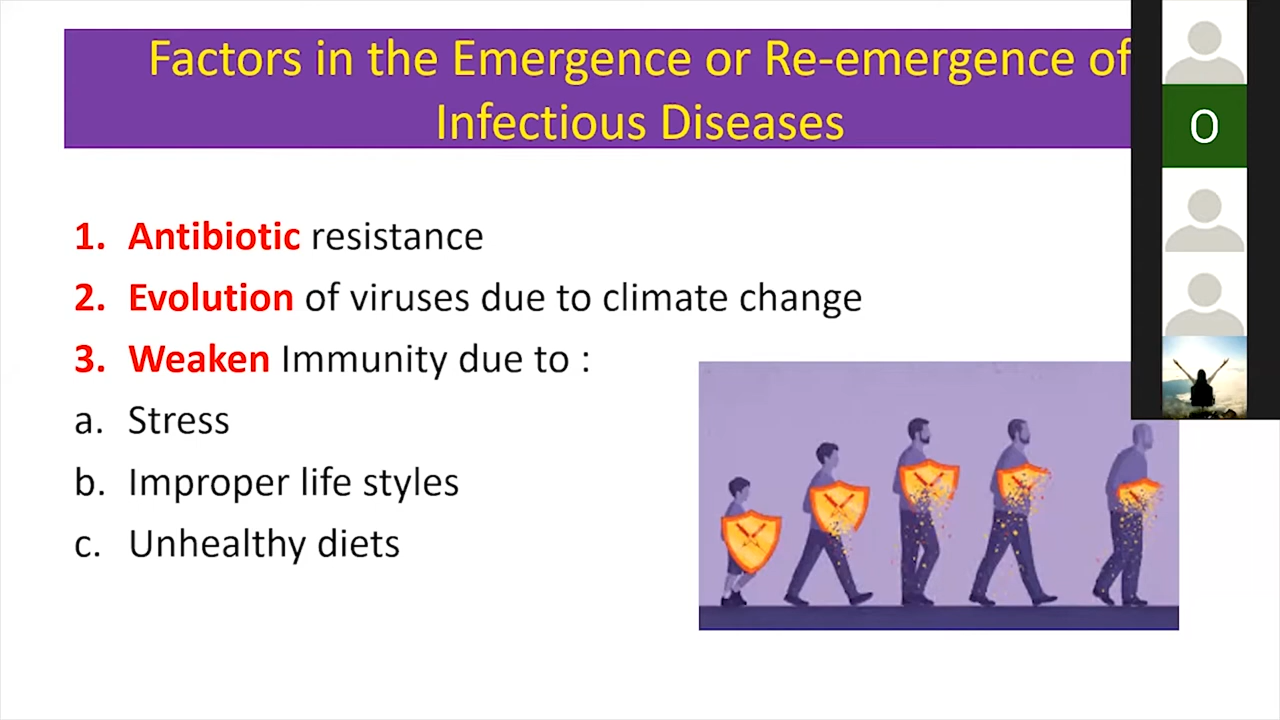 Factors in the Emergence or Re-emergence of
Infectious Diseases
1. Antibiotic resistance
2. Evolution of viruses due to climate change
3. Weaken Immunity due to :
a. Stress
b. Improper life styles
c. Unhealthy diets
O